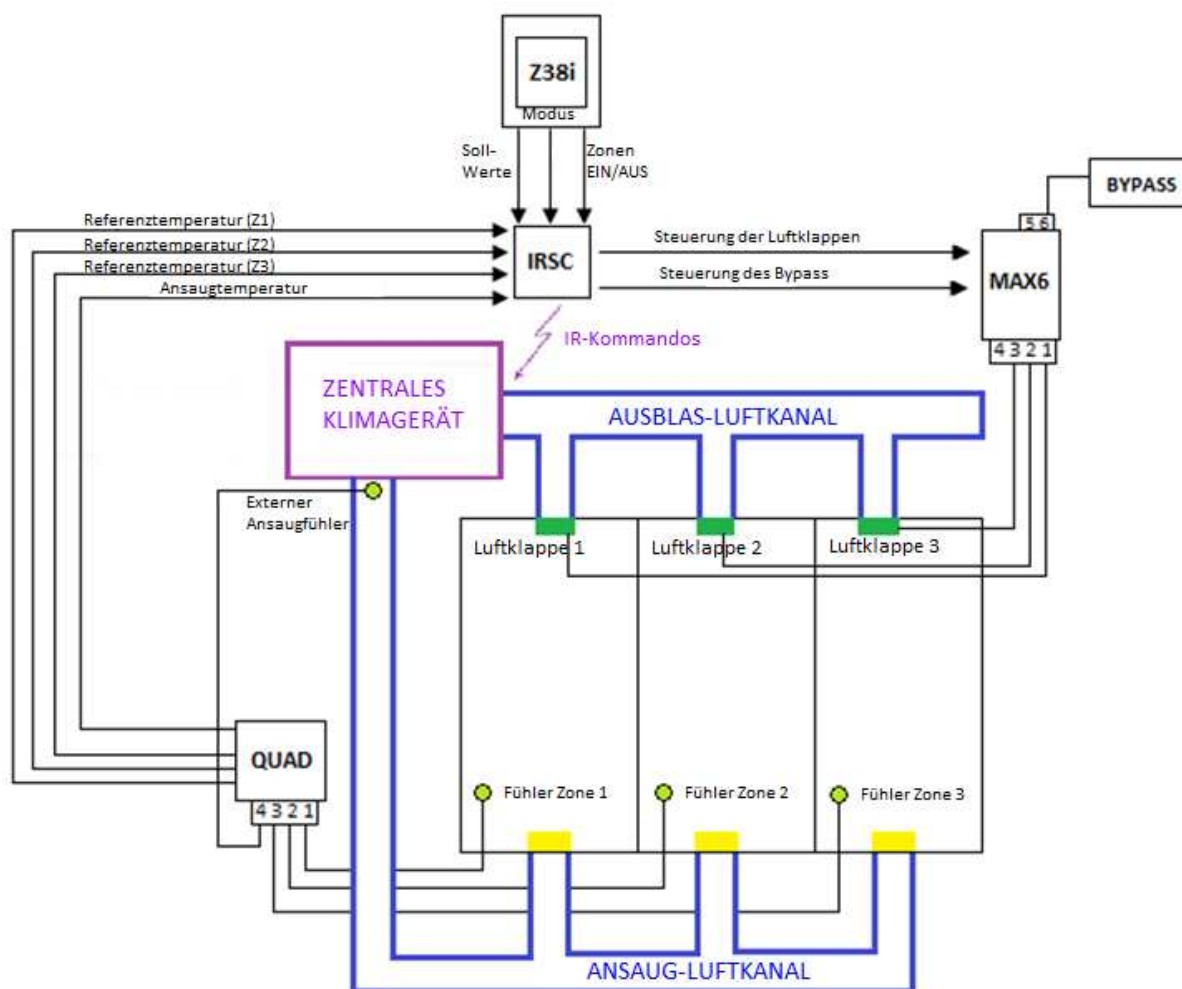 Z38i
Modus
Soll-
Werte
Zonen
EIN/AUS
BYPASS
Referenztemperatur (Z1)
Referenztemperatur (Z2)
Referenztemperatur (Z3)
Ansaugtemperatur
IRSC
Steuerung der Luftklappen
Steuerung des Bypass
5 6
MAX6
4 3 2 1
IR-Kommandos
ZENTRALES
KLIMAGERÄT
AUSBLAS-LUFTKANAL
Externer
Ansaugfühler
Luftklappe 1
Luftklappe 2
Luftklappe 3
QUAD
4 3 2 1
Fühler Zone 1
Fühler Zone 2
Fühler Zone 3
ANSAUG-LUFTKANAL